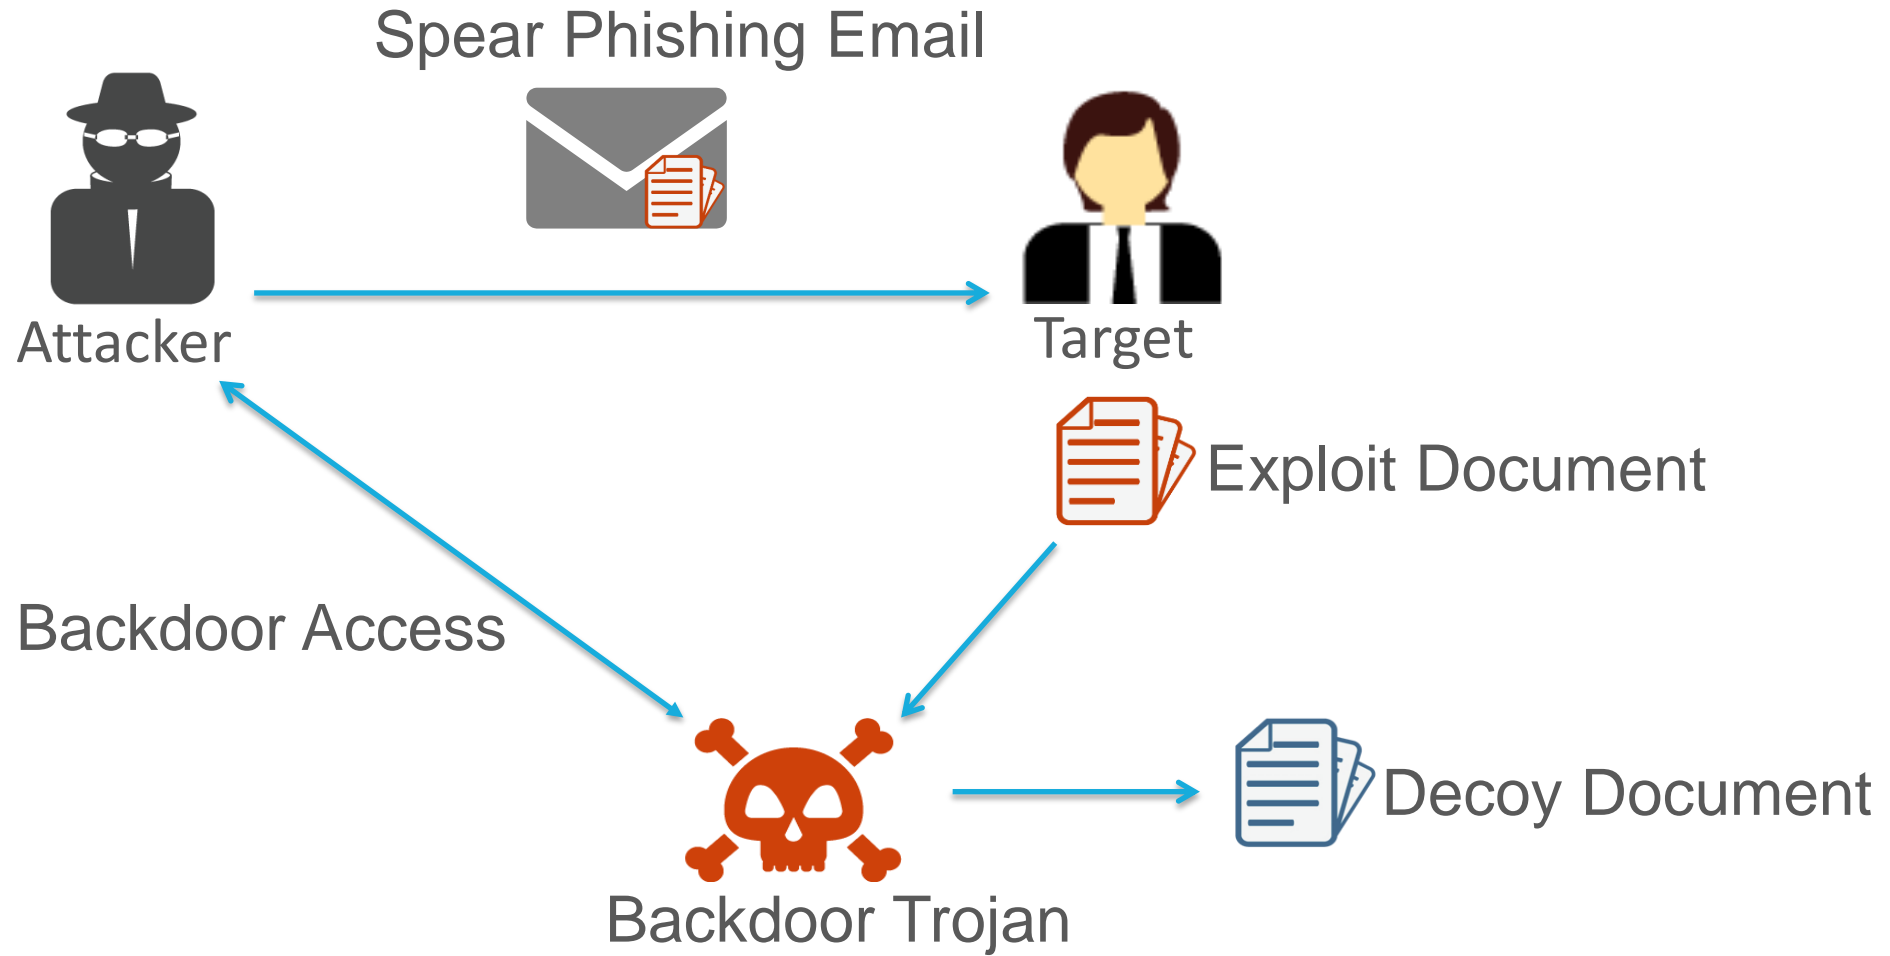 Spear Phishing Email
Attacker
Target
Exploit Document
Backdoor Access
Decoy Document
Backdoor Trojan